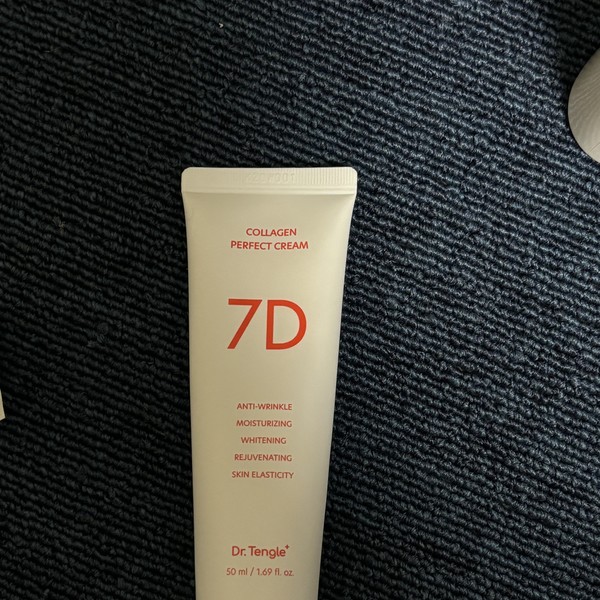 COLLAGEN
PERFECT CREAM
7D
ANTI-WRINKLE
MOISTURIZING
WHITENING
REJUVENATING
SKIN ELASTICITY
Dr. Tengle+
50 ml / 1.69 fl. oz.